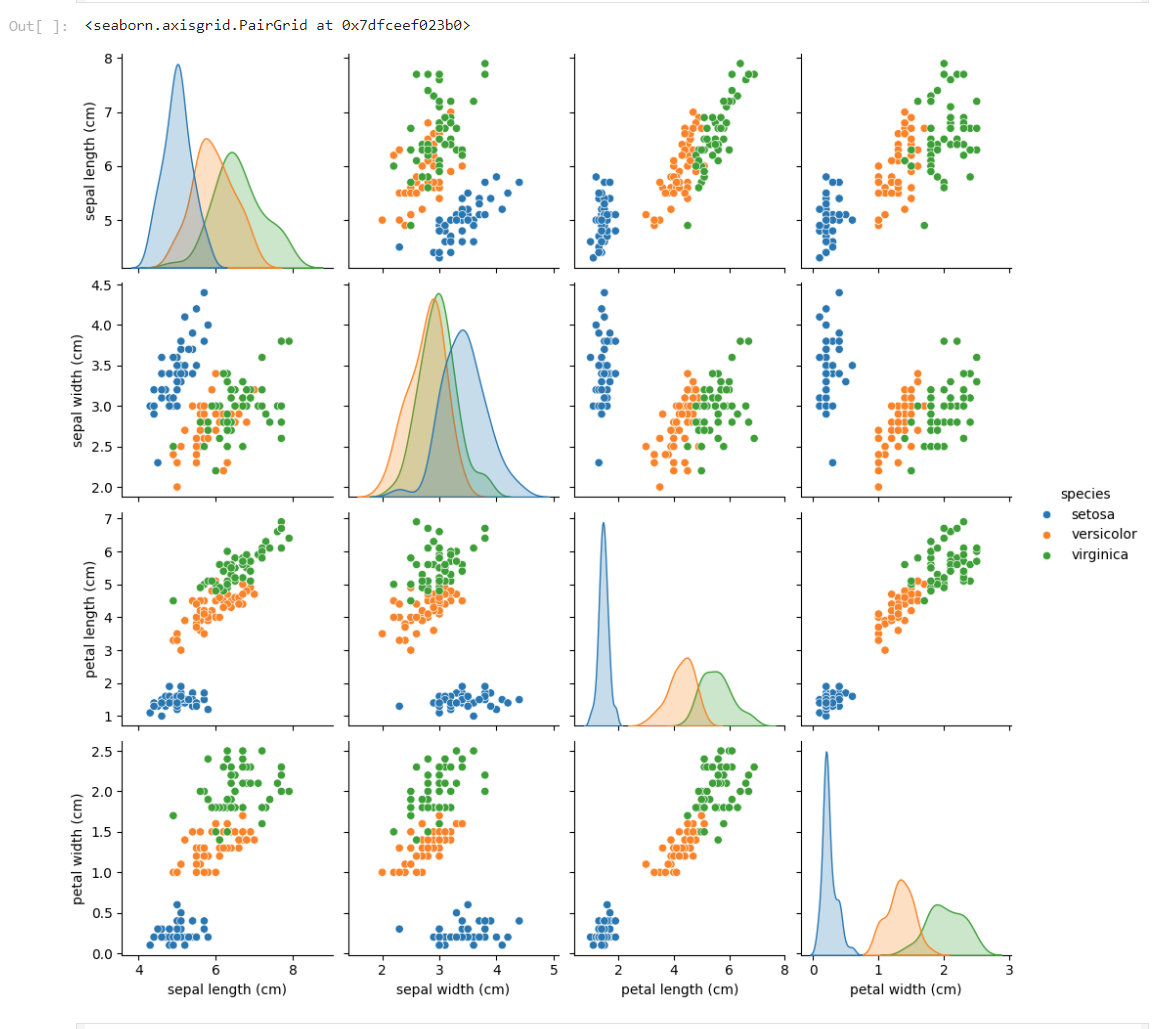 Out[ ]: <seaborn.axisgrid.PairGrid at 0x7dfceef023b0>
8
7
6
5
sepal length (cm)
4.5
4.0
3.5
3.0
2.5
2.0
sepal width (cm)
7
6
5
4
3
2
1
petal length (cm)
2.5
2.0
1.5
1.0
0.5
0.0
petal width (cm)
4 6 8
sepal length (cm)
2 3 4 5
sepal width (cm)
2 4 6 8
petal length (cm)
0 1 2 3
petal width (cm)
species
setosa
versicolor
virginica